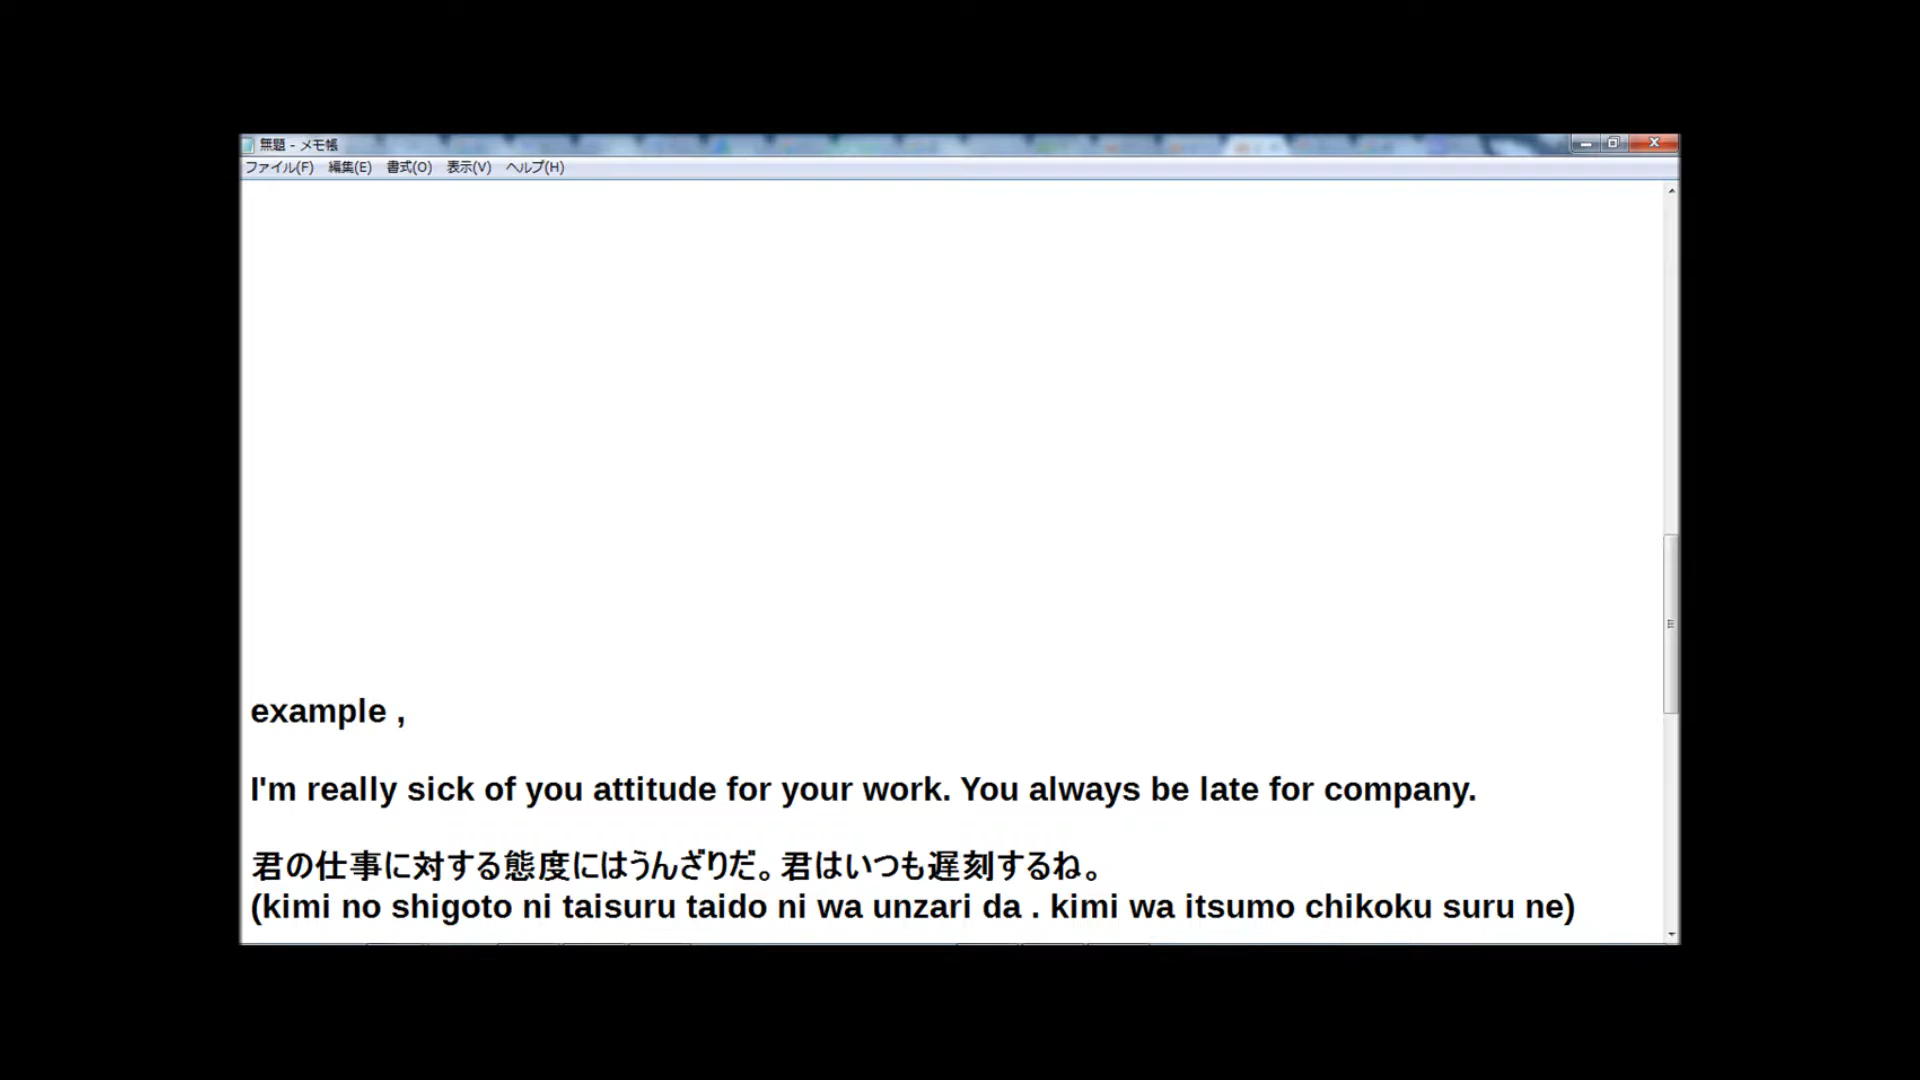 無題 - メモ帳
ファイル(F) 編集(E) 書式(O) 表示(V) ヘルプ(H)
example ,
I'm really sick of you attitude for your work. You always be late for company.
君の仕事に対する態度にはうんざりだ。君はいつも遅刻するね。
(kimi no shigoto ni taisuru taido ni wa unzari da . kimi wa itsumo chikoku suru ne)